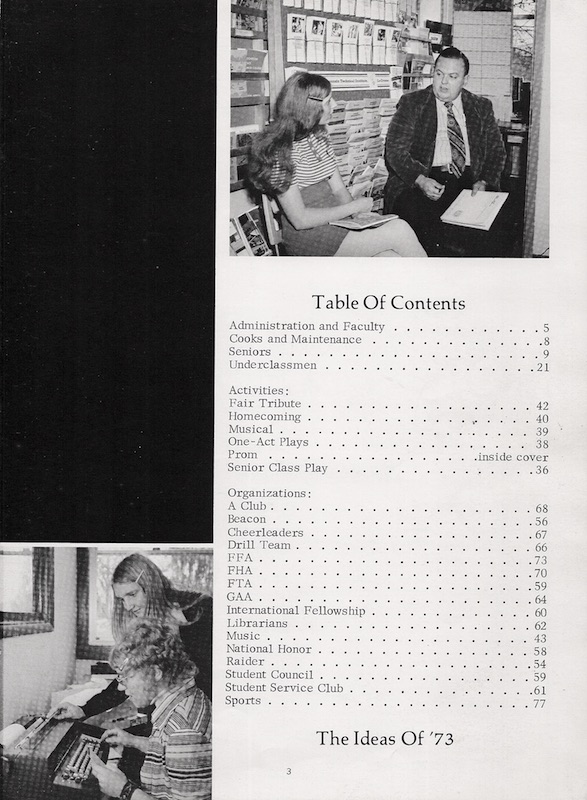 Table Of Contents
Administration and Faculty . . . . . . . . . . . . . 5
Cooks and Maintenance . . . . . . . . . . . . . .8
Seniors . . . . . . . . . . . . . . . . . . . . . 9
Underclassmen . . . . . . . . . . . . . . . . . .21
Activities:
Fair Tribute . . . . . . . . . . . . . . . . . . 42
Homecoming . . . . . . . . . . . . . . . . . . 40
Musical . . . . . . . . . . . . . . . . . . . . 39
One-Act Plays . . . . . . . . . . . . . . . . . 38
Prom . . . . . . . . . . . . . . . .inside cover
Senior Class Play . . . . . . . . . . . . . . . . 36
Organizations:
A Club . . . . . . . . . . . . . . . . . . . . . 68
Beacon . . . . . . . . . . . . . . . . . . . . . 56
Cheerleaders . . . . . . . . . . . . . . . . . . 67
Drill Team . . . . . . . . . . . . . . . . . . . 66
FFA . . . . . . . . . . . . . . . . . . . . . . 73
FHA . . . . . . . . . . . . . . . . . . . . . . 70
FTA . . . . . . . . . . . . . . . . . . . . . . 59
GAA . . . . . . . . . . . . . . . . . . . . . . 64
International Fellowship . . . . . . . . . . . . . 60
Librarians . . . . . . . . . . . . . . . . . . . 62
Music . . . . . . . . . . . . . . . . . . . . . 43
National Honor . . . . . . . . . . . . . . . . . 58
Raider . . . . . . . . . . . . . . . . . . . . . 54
Student Council . . . . . . . . . . . . . . . . . 59
Student Service Club . . . . . . . . . . . . . . . 61
Sports . . . . . . . . . . . . . . . . . . . . . 77
The Ideas Of '73
3